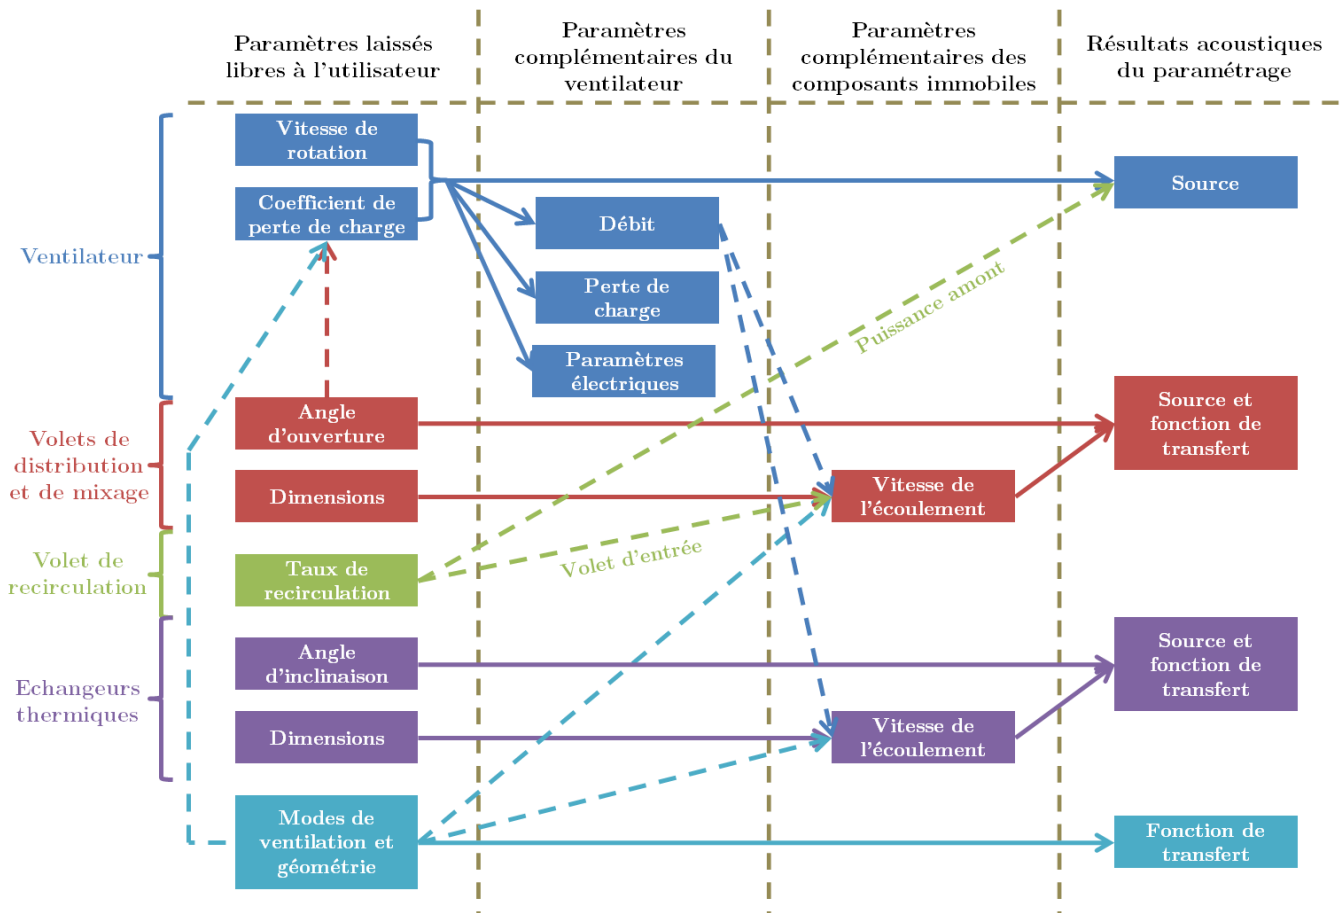 Paramètres laissés
libres à l'utilisateur
Paramètres
complémentaires du
ventilateur
Paramètres
complémentaires des
composants immobiles
Résultats acoustiques
du paramétrage
Ventilateur
Vitesse de
rotation
Coefficient de
perte de charge
Débit
Perte de
charge
Paramètres
électriques
Source
Puissance amont
Volets de
distribution
et de mixage
Angle
d'ouverture
Dimensions
Vitesse de
l'écoulement
Source et
fonction de
transfert
Volet de
recirculation
Taux de
recirculation
Volet d'entrée
Echangeurs
thermiques
Angle
d'inclinaison
Dimensions
Vitesse de
l'écoulement
Source et
fonction de
transfert
Modes de
ventilation et
géométrie
Fonction de
transfert